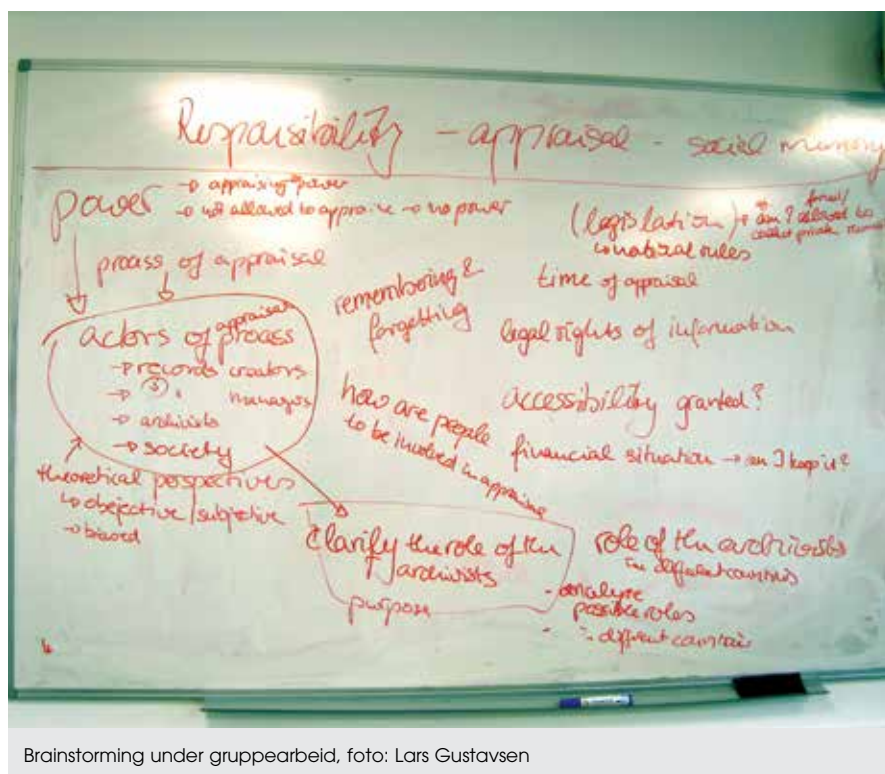 Resposibility - appraisal - social memory
power → appraising power
→ not allowed to appraise → no power
process of appraisal
actors of appraisal process
→ records creators
→ managers
→ archivists
→ society
theoretical perspectives
↳ objective/subjective
→ biased
remembering &
forgetting
how are people
to be involved in appraisal
(legislation) → am I allowed to
formal/
collect private
↳ natioal rules
time of appraisal
legal rights of information
accessibility granted?
financial situation → can I keep it?
Clarify the role of the
archivists
purpose
role of the archivists
in different countries
- analyse
possible roles
different countries
Brainstorming under gruppearbeid, foto: Lars Gustavsen